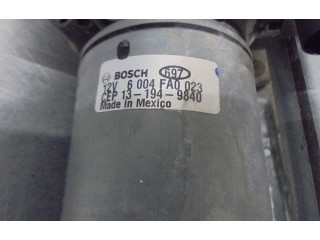 BOSCH 697
12V 6 004 FA0 023
CEP 13-194-9840
Made in Mexico